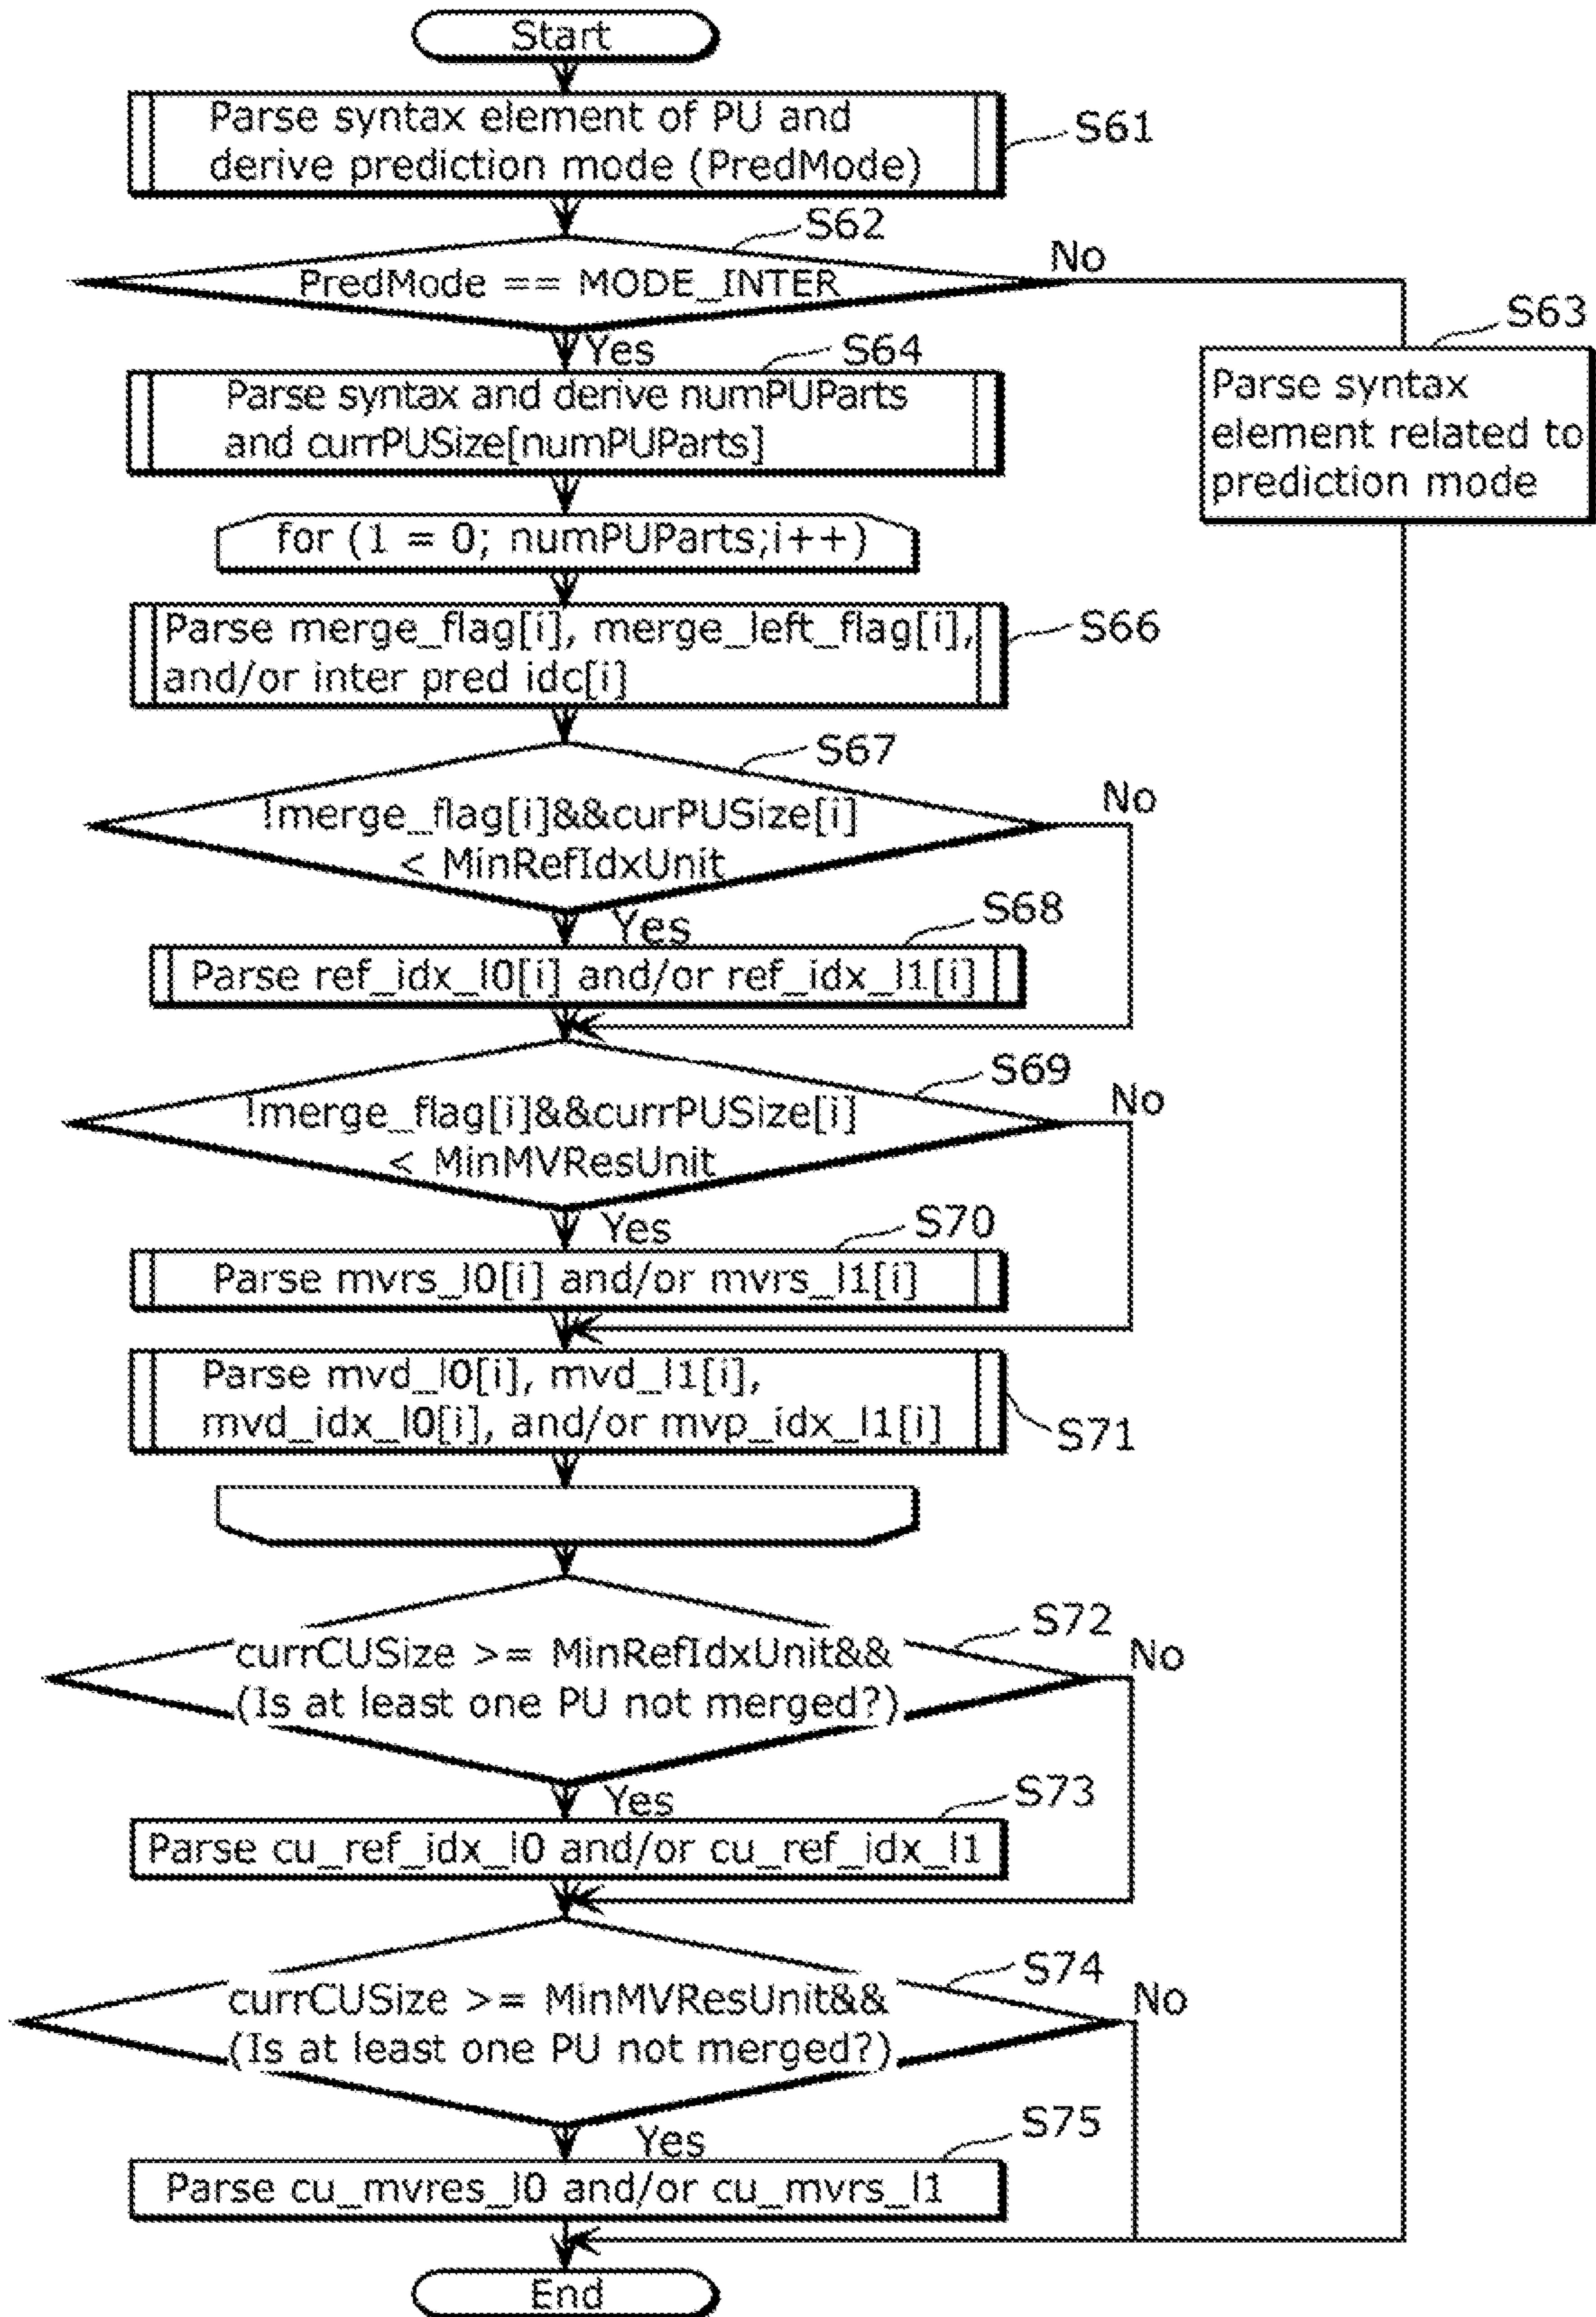 Start
Parse syntax element of PU and
derive prediction mode (PredMode)
S61
S62
PredMode == MODE_INTER
No
Yes
S63
Parse syntax
element related to
prediction mode
S64
Parse syntax and derive numPUParts
and currPUSize[numPUParts]
for (1 = 0; numPUParts;i++)
Parse merge_flag[i], merge_left_flag[i],
and/or inter pred idc[i]
S66
S67
!merge_flag[i]&&curPUSize[i]
< MinRefIdxUnit
No
Yes
S68
Parse ref_idx_l0[i] and/or ref_idx_l1[i]
S69
!merge_flag[i]&&currPUSize[i]
< MinMVResUnit
No
Yes
S70
Parse mvrs_l0[i] and/or mvrs_l1[i]
Parse mvd_l0[i], mvd_l1[i],
mvd_idx_l0[i], and/or mvp_idx_l1[i]
S71
S72
currCUSize >= MinRefIdxUnit&&
(Is at least one PU not merged?)
No
Yes
S73
Parse cu_ref_idx_l0 and/or cu_ref_idx_l1
S74
currCUSize >= MinMVResUnit&&
(Is at least one PU not merged?)
No
Yes
S75
Parse cu_mvres_l0 and/or cu_mvrs_l1
End